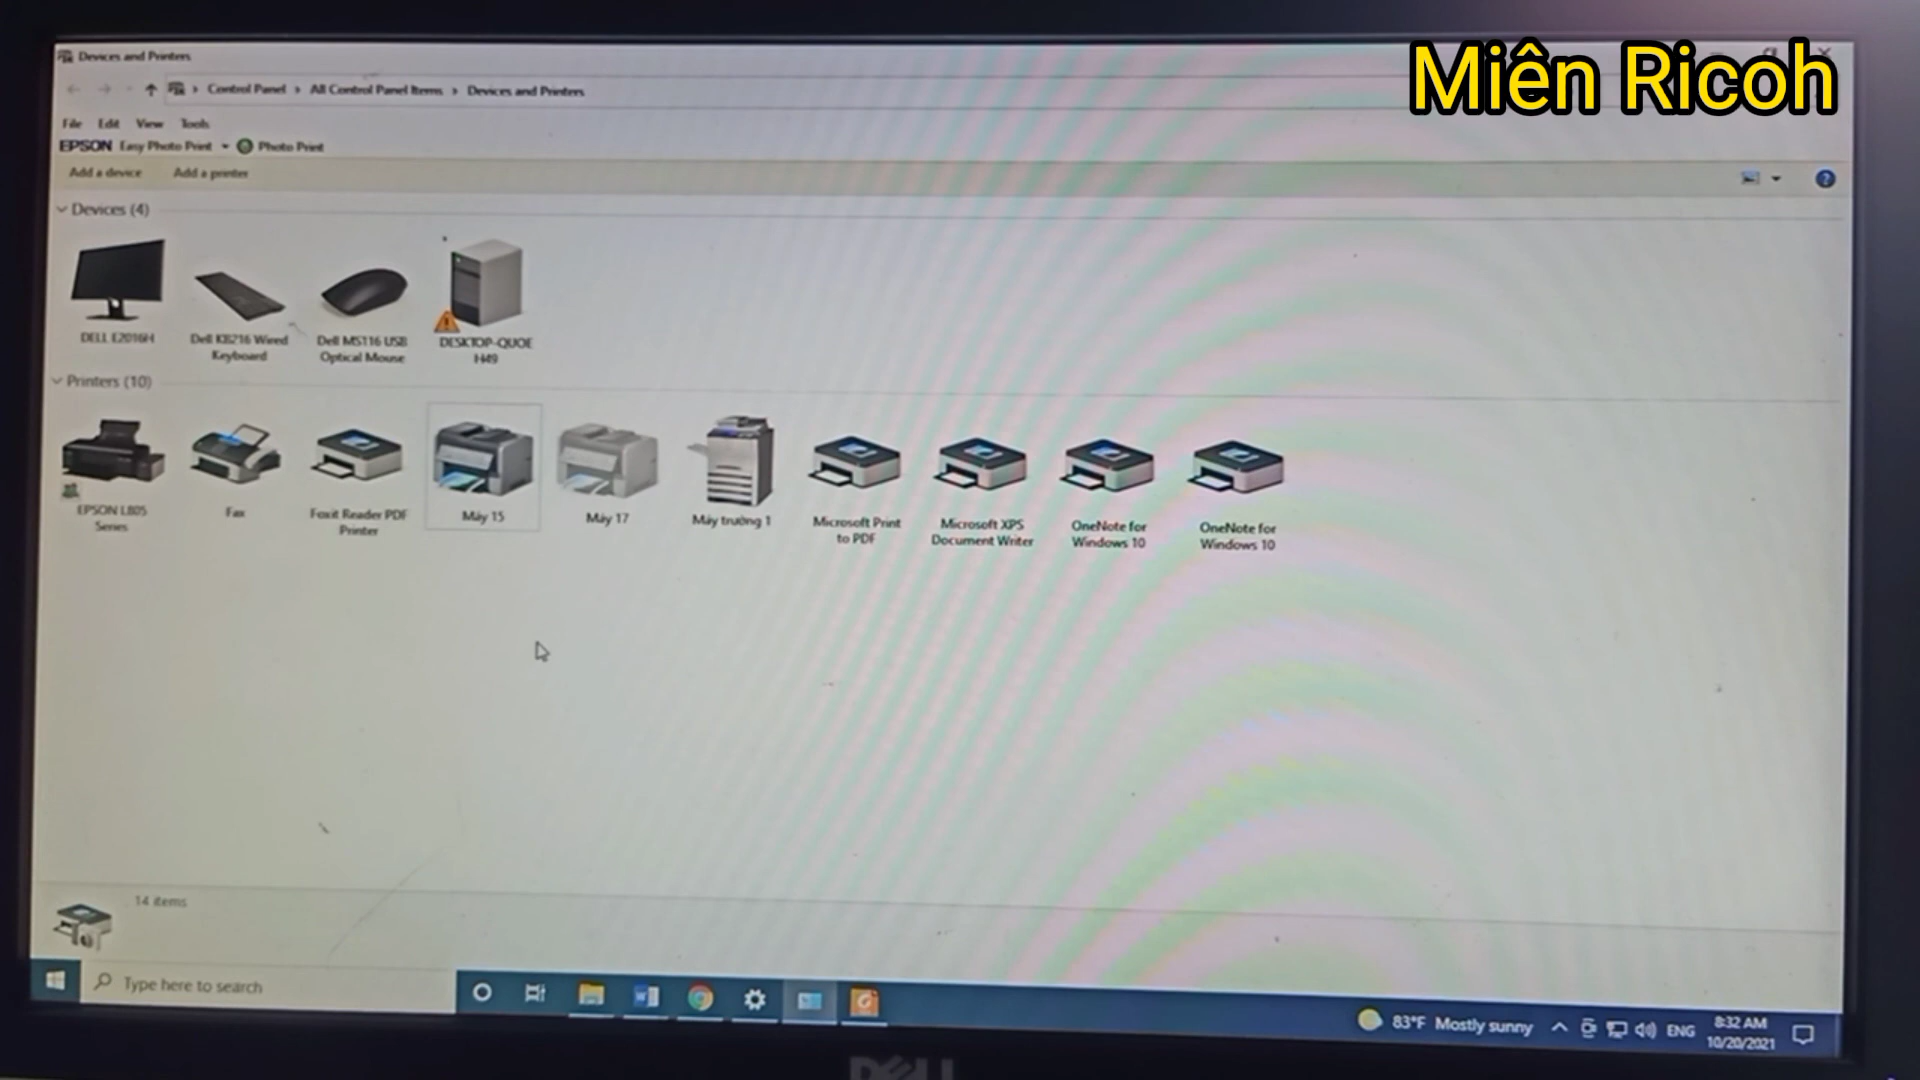 Miên Ricoh
Devices and Printers
Control Panel > All Control Panel Items > Devices and Printers
File Edit View Tools
EPSON Easy Photo Print Photo Print
Add a device Add a printer
Devices (4)
DELL E2016H
Dell KB216 Wired
Keyboard
Dell MS116 USB
Optical Mouse
DESKTOP-QUOE
H49
Printers (10)
EPSON L805
Series
Fax
Foxit Reader PDF
Printer
Máy 15
Máy 17
Máy trường 1
Microsoft Print
to PDF
Microsoft XPS
Document Writer
OneNote for
Windows 10
OneNote for
Windows 10
14 items
Type here to search
83°F Mostly sunny
ENG
8:32 AM
10/20/2021
DELL